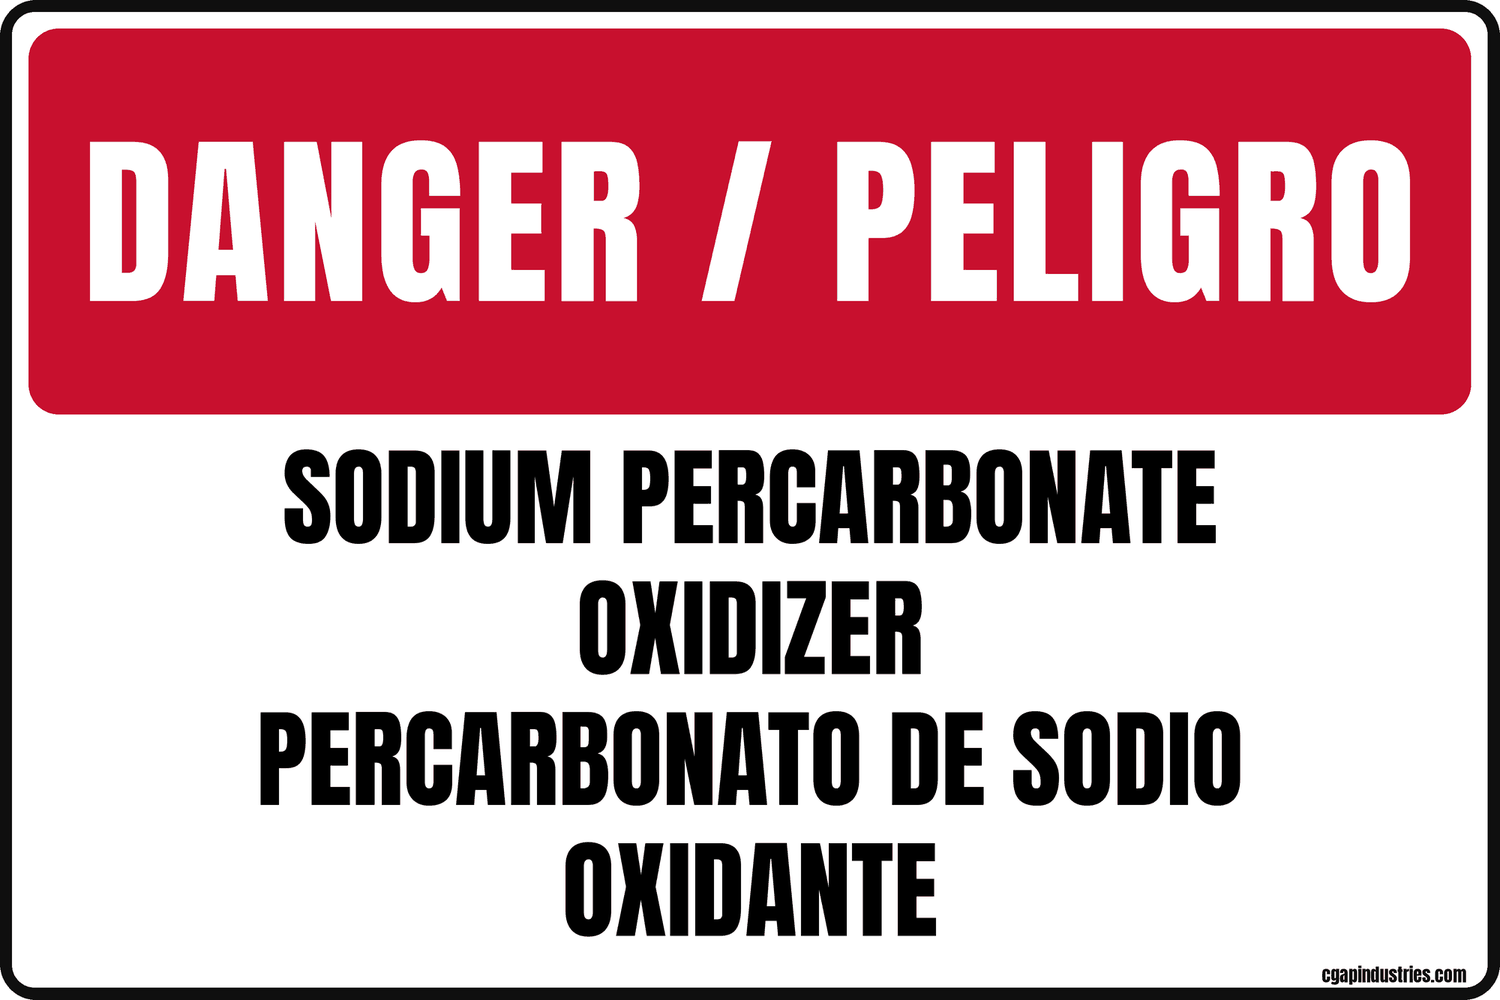 DANGER / PELIGRO
SODIUM PERCARBONATE
OXIDIZER
PERCARBONATO DE SODIO
OXIDANTE
cgapindustries.com